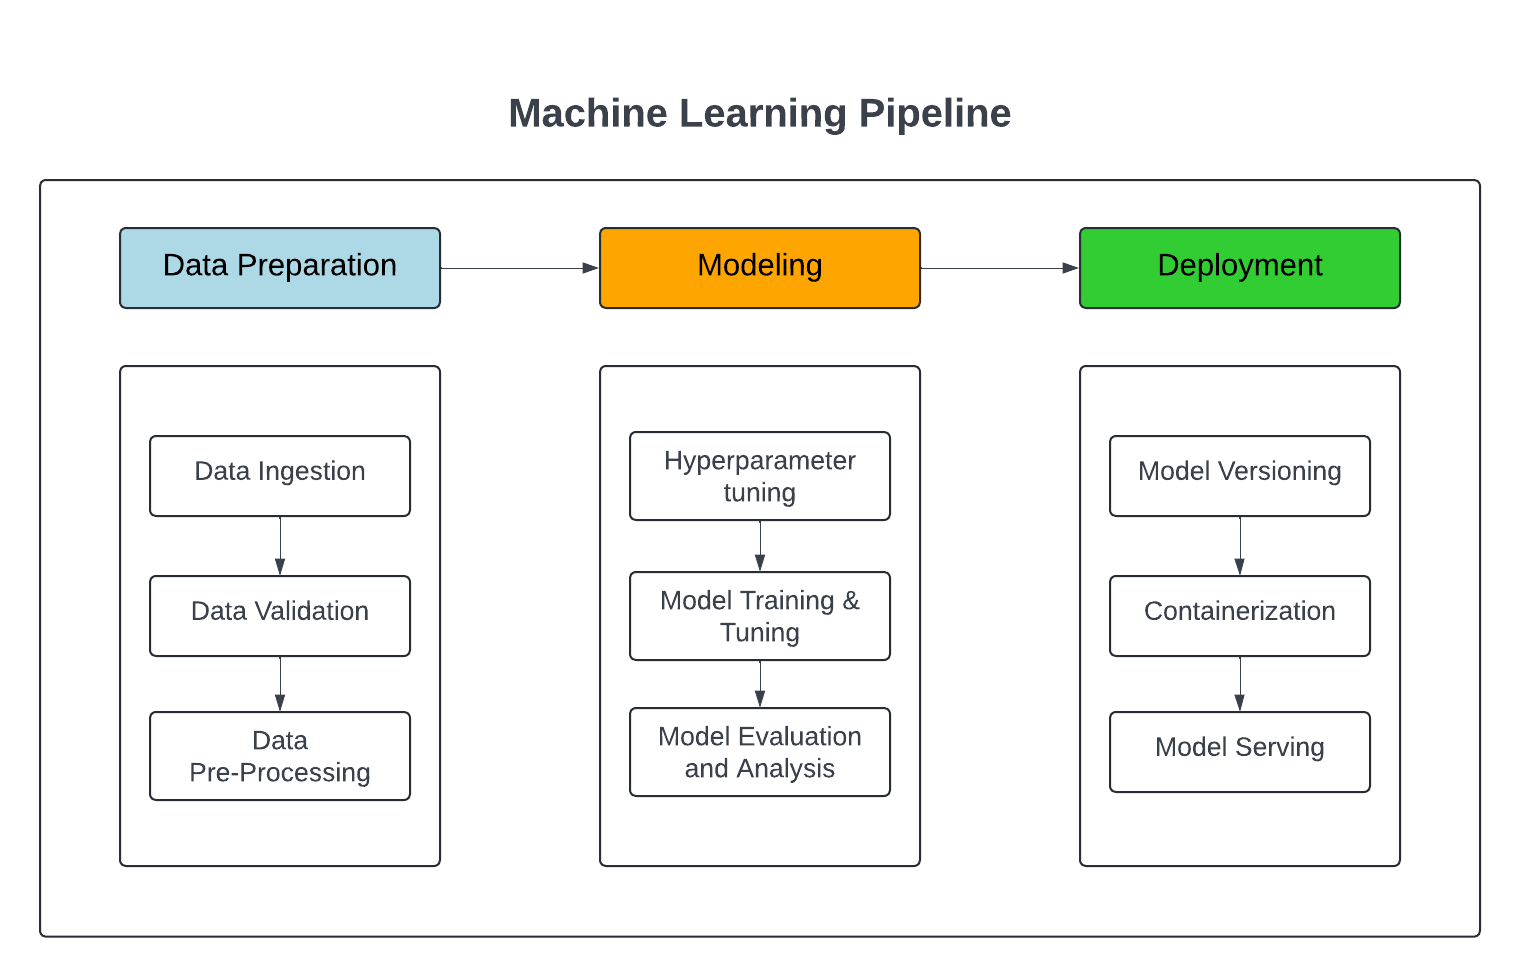 Machine Learning Pipeline
Data Preparation
Modeling
Deployment
Data Ingestion
Data Validation
Data
Pre-Processing
Hyperparameter
tuning
Model Training &
Tuning
Model Evaluation
and Analysis
Model Versioning
Containerization
Model Serving